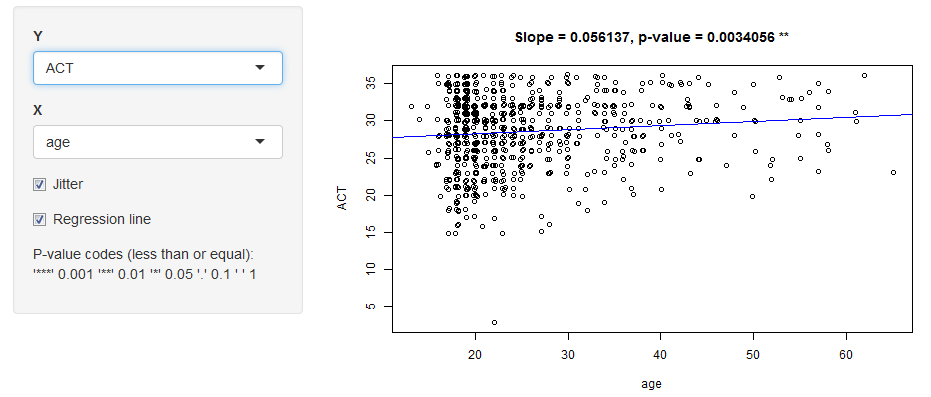 Y
ACT
X
age
Jitter
Regression line
P-value codes (less than or equal):
'***' 0.001 '**' 0.01 '*' 0.05 '.' 0.1 ' ' 1
Slope = 0.056137, p-value = 0.0034056 **
ACT
35
30
25
20
15
10
5
20 30 40 50 60
age